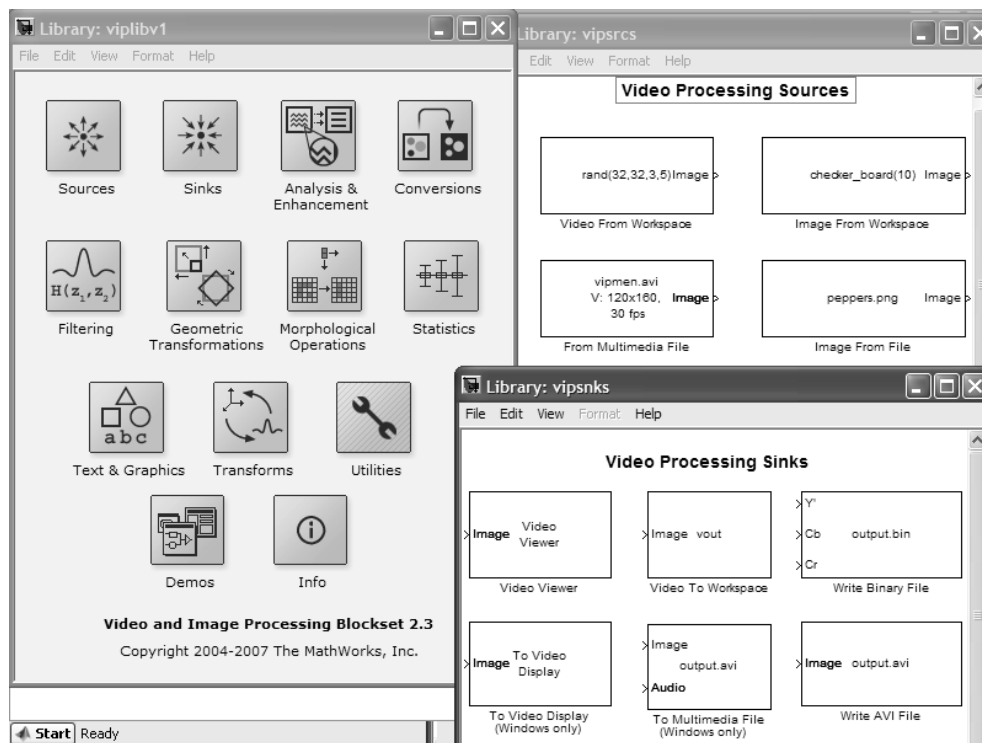 Library: viplibv1
File Edit View Format Help
Sources
Sinks
Analysis &
Enhancement
Conversions
H(z₁,z₂)
Filtering
Geometric
Transformations
Morphological
Operations
Statistics
abc
Text & Graphics
Transforms
Utilities
Demos
Info
Video and Image Processing Blockset 2.3
Copyright 2004-2007 The MathWorks, Inc.
Start Ready
Library: vipsrcs
Edit View Format Help
Video Processing Sources
rand(32,32,3,5) Image
Video From Workspace
checker_board(10) Image
Image From Workspace
vipmen.avi
V: 120x160, Image
30 fps
From Multimedia File
peppers.png Image
Image From File
Library: vipsnks
File Edit View Format Help
Video Processing Sinks
Image Video
Viewer
Video Viewer
Image vout
Video To Workspace
Y'
Cb output.bin
Cr
Write Binary File
Image To Video
Display
To Video Display
(Windows only)
Image
output.avi
Audio
To Multimedia File
(Windows only)
Image output.avi
Write AVI File